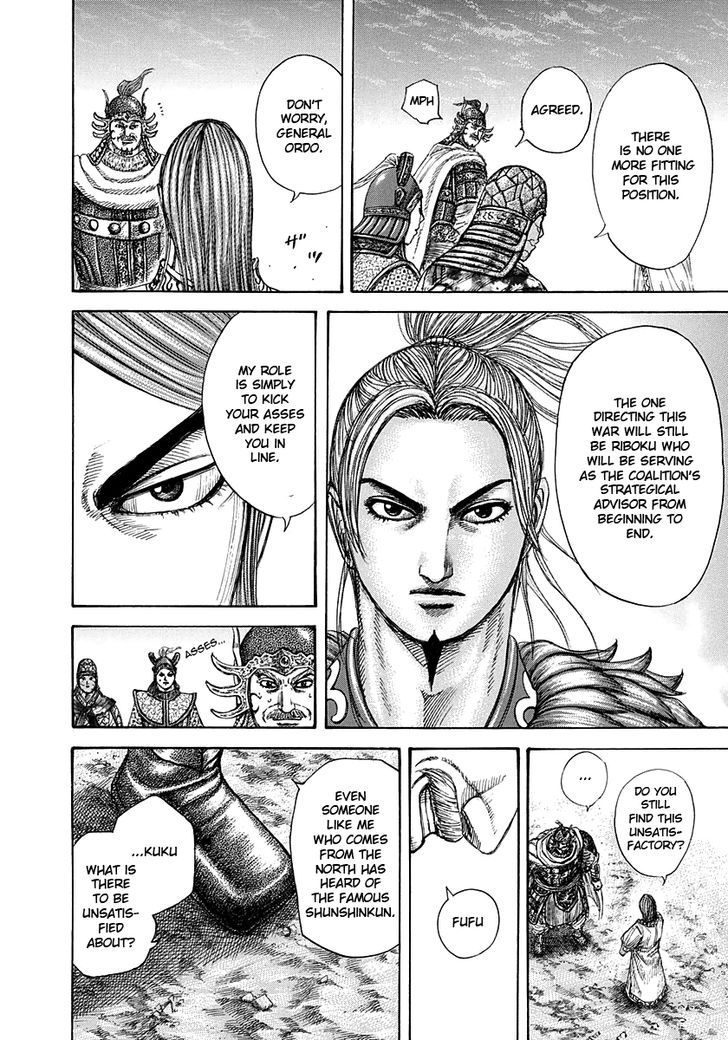 THERE
IS NO ONE
MORE FITTING
FOR THIS
POSITION.
AGREED.
MPH
DON'T
WORRY,
GENERAL
ORDO.
ザッ
THE ONE
DIRECTING THIS
WAR WILL STILL
BE RIBOKU WHO
WILL BE SERVING
AS THE COALITION'S
STRATEGICAL
ADVISOR FROM
BEGINNING TO
END.
MY ROLE
IS SIMPLY
TO KICK
YOUR ASSES
AND KEEP
YOU IN
LINE.
ASSES...
DO YOU
STILL
FIND THIS
UNSATIS-
FACTORY?
...
FUFU
EVEN
SOMEONE
LIKE ME
WHO COMES
FROM THE
NORTH HAS
HEARD OF
THE FAMOUS
SHUNSHINKUN.
...KUKU
WHAT IS
THERE
TO BE
UNSATIS-
FIED
ABOUT?